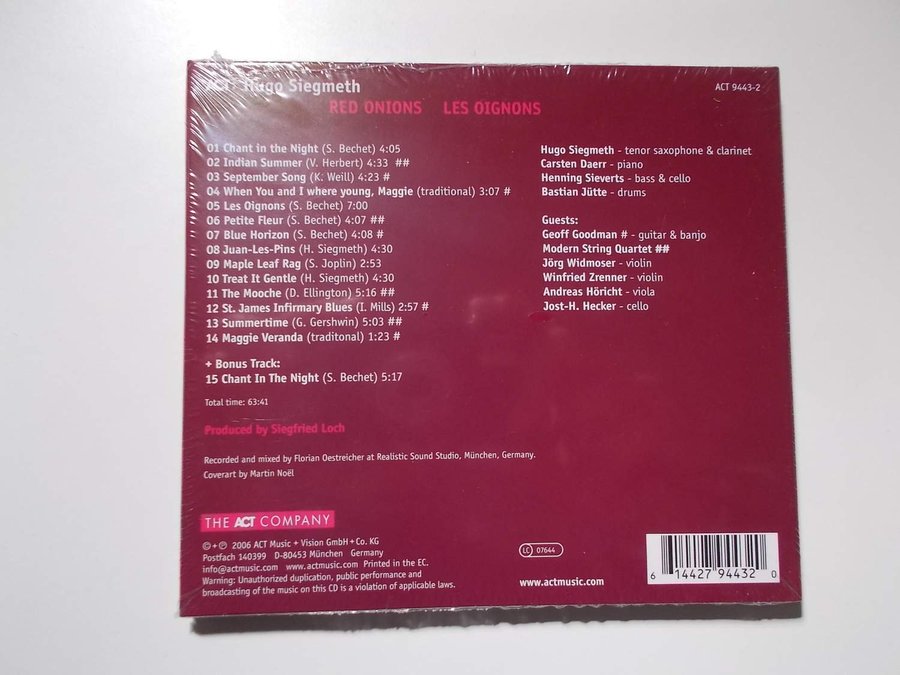 ACT Hugo Siegmeth
ACT 9443-2
RED ONIONS LES OIGNONS
01 Chant in the Night (S. Bechet) 4:05
02 Indian Summer (V. Herbert) 4:33 ##
03 September Song (K. Weill) 4:23 #
04 When You and I where young, Maggie (traditional) 3:07 #
05 Les Oignons (S. Bechet) 7:00
06 Petite Fleur (S. Bechet) 4:07 ##
07 Blue Horizon (S. Bechet) 4:08 #
08 Juan-Les-Pins (H. Siegmeth) 4:30
09 Maple Leaf Rag (S. Joplin) 2:53
10 Treat It Gentle (H. Siegmeth) 4:30
11 The Mooche (D. Ellington) 5:16 ##
12 St. James Infirmary Blues (I. Mills) 2:57 #
13 Summertime (G. Gershwin) 5:03 ##
14 Maggie Veranda (traditonal) 1:23 #
+ Bonus Track:
15 Chant In The Night (S. Bechet) 5:17
Total time: 63:41
Hugo Siegmeth - tenor saxophone & clarinet
Carsten Daerr - piano
Henning Sieverts - bass & cello
Bastian Jütte - drums
Guests:
Geoff Goodman # - guitar & banjo
Modern String Quartet ##
Jörg Widmoser - violin
Winfried Zrenner - violin
Andreas Höricht - viola
Jost-H. Hecker - cello
Produced by Siegfried Loch
Recorded and mixed by Florian Oestreicher at Realistic Sound Studio, München, Germany.
Coverart by Martin Noël
THE ACT COMPANY
© + ℗ 2006 ACT Music + Vision GmbH + Co. KG
Postfach 140399 D-80453 München Germany
info@actmusic.com www.actmusic.com Printed in the EC.
Warning: Unauthorized duplication, public performance and
broadcasting of the music on this CD is a violation of applicable laws.
LC 07644
www.actmusic.com
6 14427 94432 0